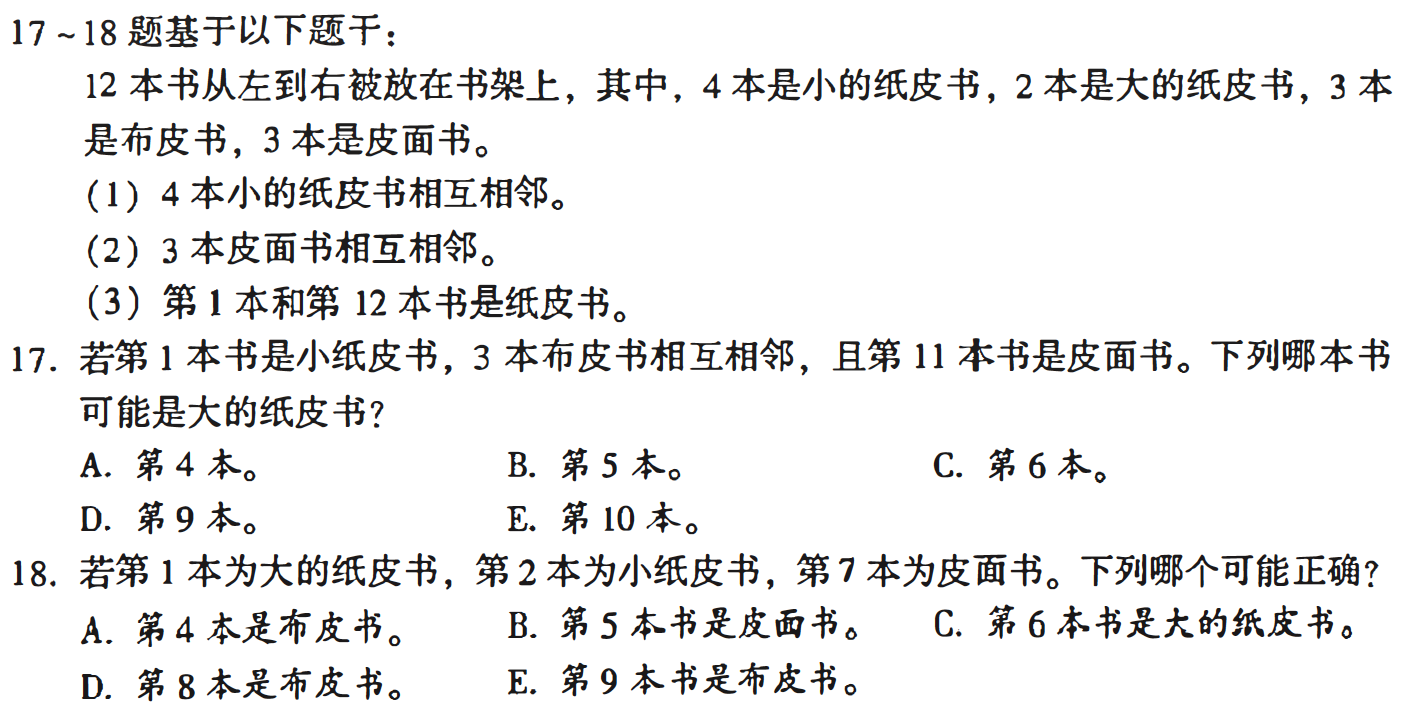 17～18 题基于以下题干：
12 本书从左到右被放在书架上，其中，4 本是小的纸皮书，2 本是大的纸皮书，3 本
是布皮书，3 本是皮面书。
（1）4 本小的纸皮书相互相邻。
（2）3 本皮面书相互相邻。
（3）第 1 本和第 12 本书是纸皮书。
17. 若第 1 本书是小纸皮书，3 本布皮书相互相邻，且第 11 本书是皮面书。下列哪本书
可能是大的纸皮书？
A. 第 4 本。 B. 第 5 本。 C. 第 6 本。
D. 第 9 本。 E. 第 10 本。
18. 若第 1 本为大的纸皮书，第 2 本为小纸皮书，第 7 本为皮面书。下列哪个可能正确？
A. 第 4 本是布皮书。 B. 第 5 本书是皮面书。 C. 第 6 本书是大的纸皮书。
D. 第 8 本是布皮书。 E. 第 9 本书是布皮书。